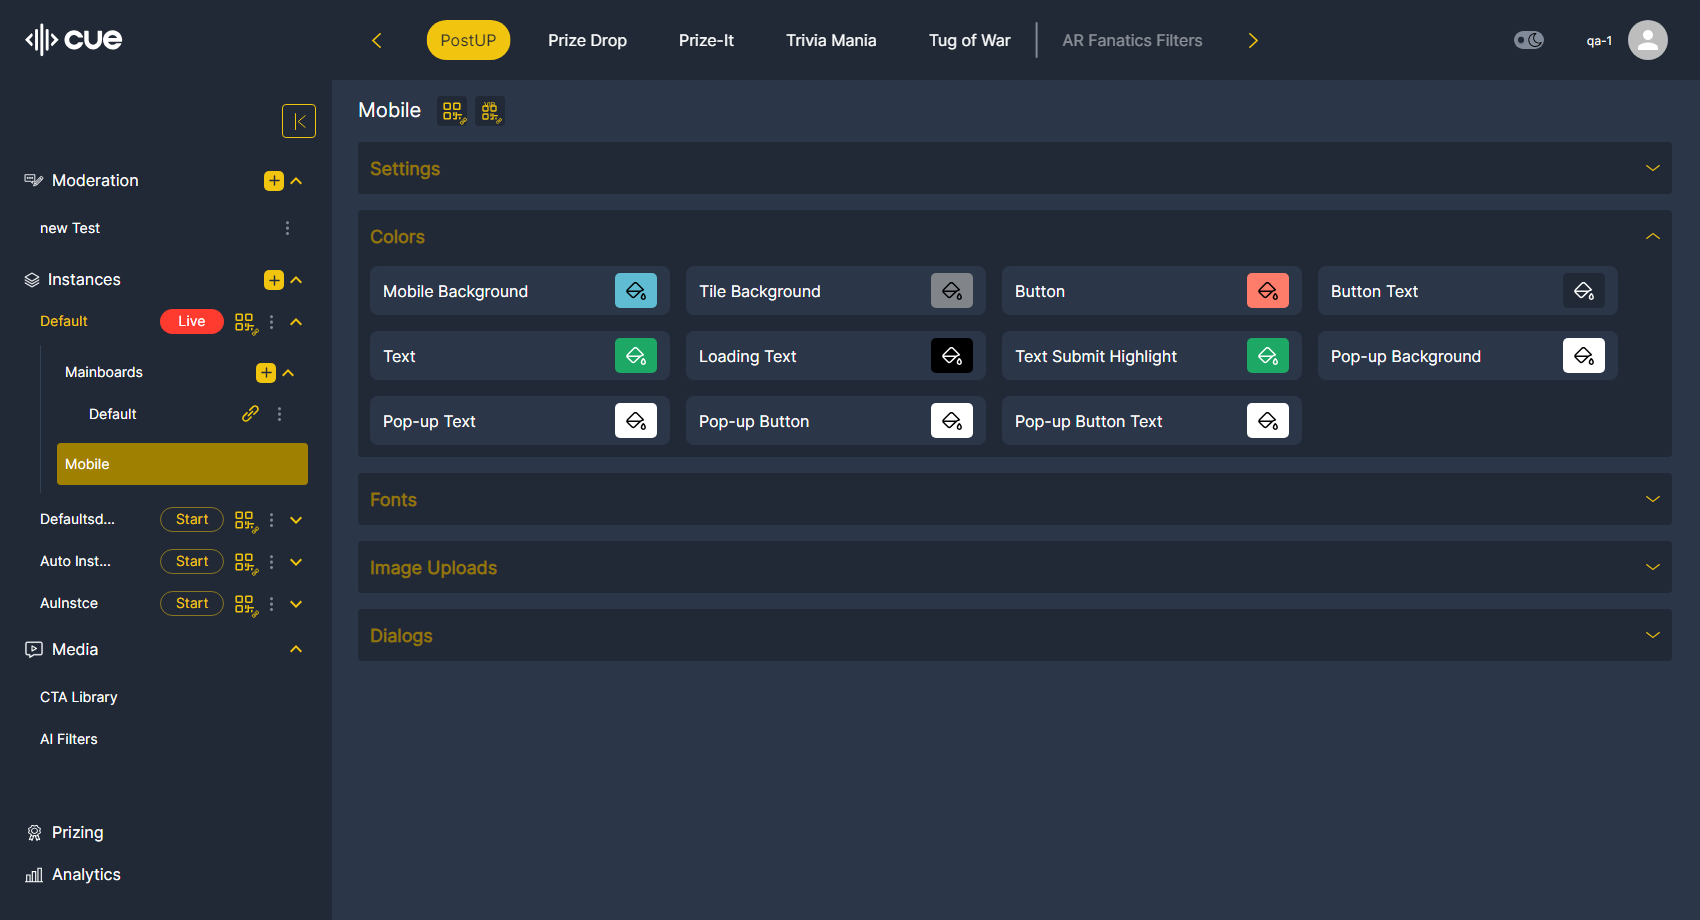 cue
PostUP
Prize Drop
Prize-It
Trivia Mania
Tug of War
AR Fanatics Filters
qa-1
Moderation
new Test
Instances
Default
Live
Mainboards
Default
Mobile
Defaultsd...
Start
Auto Inst...
Start
AuInstce
Start
Media
CTA Library
AI Filters
Prizing
Analytics
Mobile
VIP
Settings
Colors
Mobile Background
Tile Background
Button
Button Text
Text
Loading Text
Text Submit Highlight
Pop-up Background
Pop-up Text
Pop-up Button
Pop-up Button Text
Fonts
Image Uploads
Dialogs